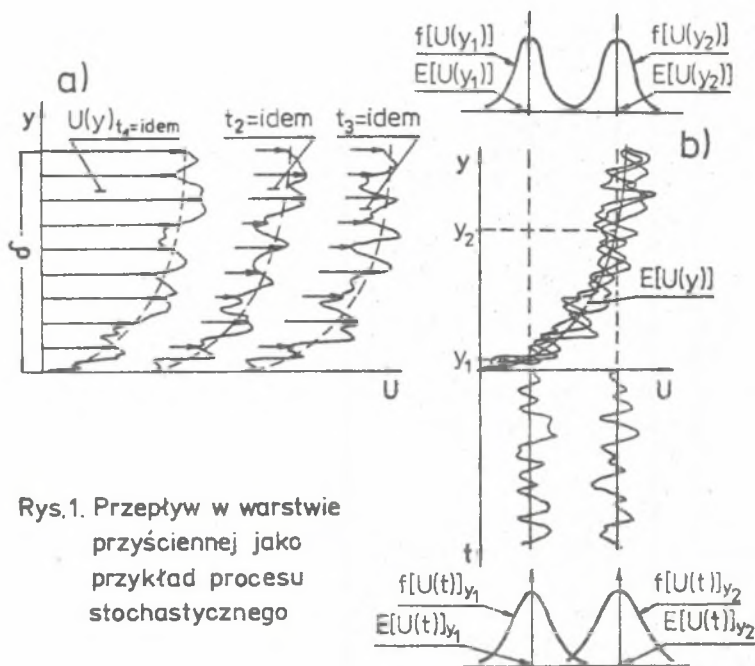 a)
y
U(y)t₁=idem
t₂=idem
t₃=idem
δ
U
f[U(y₁)]
E[U(y₁)]
f[U(y₂)]
E[U(y₂)]
b)
y
y₂
E[U(y)]
y₁
U
t
f[U(t)]y₁
E[U(t)]y₁
f[U(t)]y₂
E[U(t)]y₂
Rys.1. Przepływ w warstwie
przyściennej jako
przykład procesu
stochastycznego